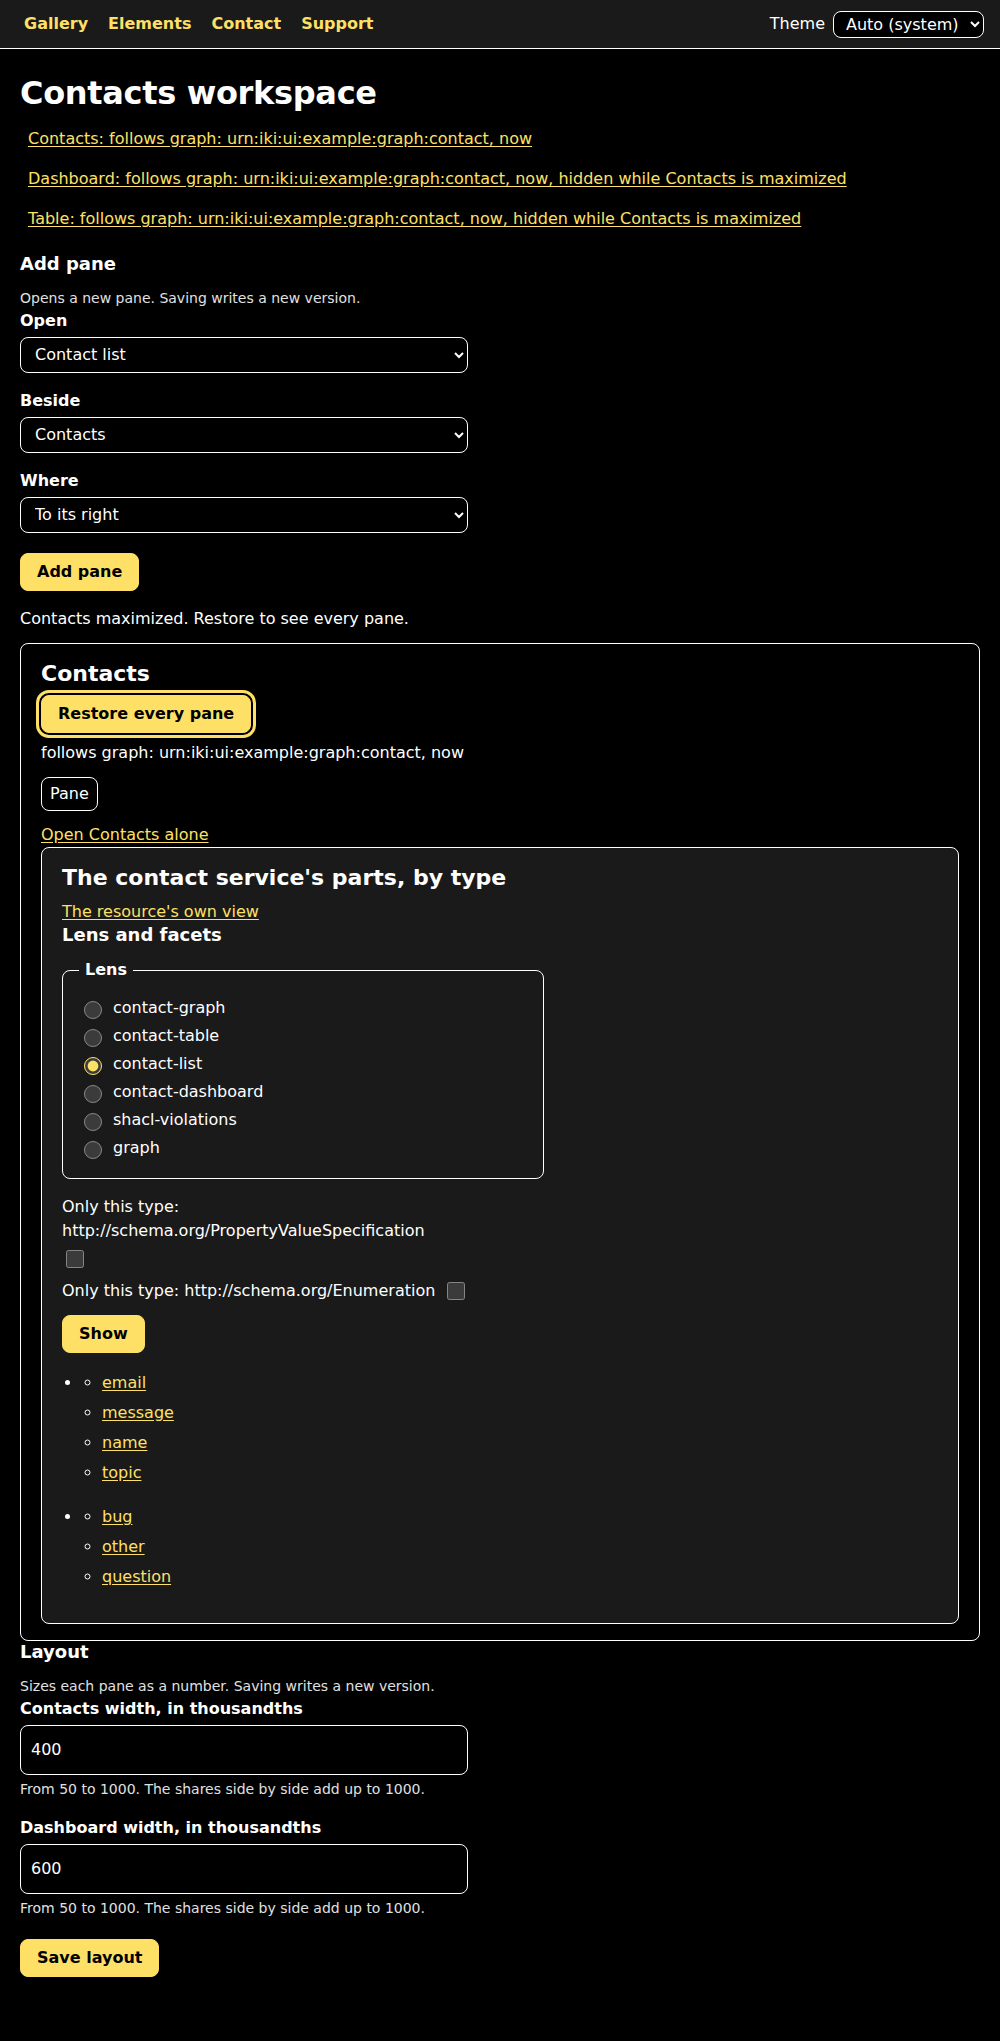 Gallery Elements Contact Support Theme Auto (system)
Contacts workspace
Contacts: follows graph: urn:iki:ui:example:graph:contact, now
Dashboard: follows graph: urn:iki:ui:example:graph:contact, now, hidden while Contacts is maximized
Table: follows graph: urn:iki:ui:example:graph:contact, now, hidden while Contacts is maximized
Add pane
Opens a new pane. Saving writes a new version.
Open
Contact list
Beside
Contacts
Where
To its right
Add pane
Contacts maximized. Restore to see every pane.
Contacts
Restore every pane
follows graph: urn:iki:ui:example:graph:contact, now
Pane
Open Contacts alone
The contact service's parts, by type
The resource's own view
Lens and facets
Lens
contact-graph
contact-table
contact-list
contact-dashboard
shacl-violations
graph
Only this type:
http://schema.org/PropertyValueSpecification
Only this type: http://schema.org/Enumeration
Show
email
message
name
topic
bug
other
question
Layout
Sizes each pane as a number. Saving writes a new version.
Contacts width, in thousandths
400
From 50 to 1000. The shares side by side add up to 1000.
Dashboard width, in thousandths
600
From 50 to 1000. The shares side by side add up to 1000.
Save layout